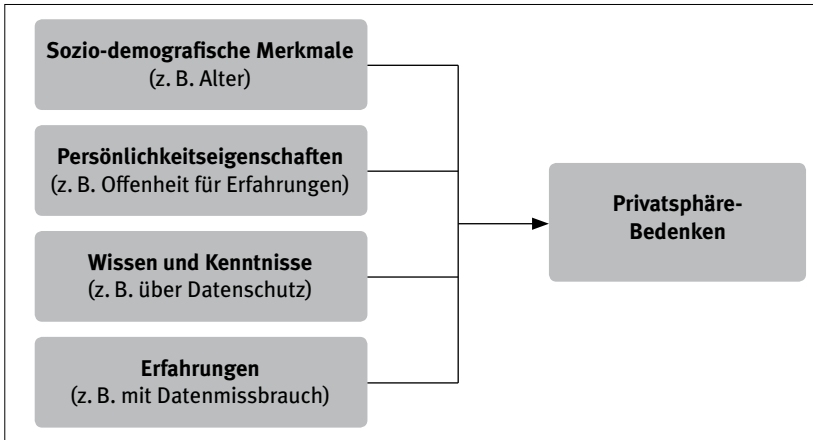 Sozio-demografische Merkmale
(z. B. Alter)
Persönlichkeitseigenschaften
(z. B. Offenheit für Erfahrungen)
Wissen und Kenntnisse
(z. B. über Datenschutz)
Erfahrungen
(z. B. mit Datenmissbrauch)
Privatsphäre-
Bedenken